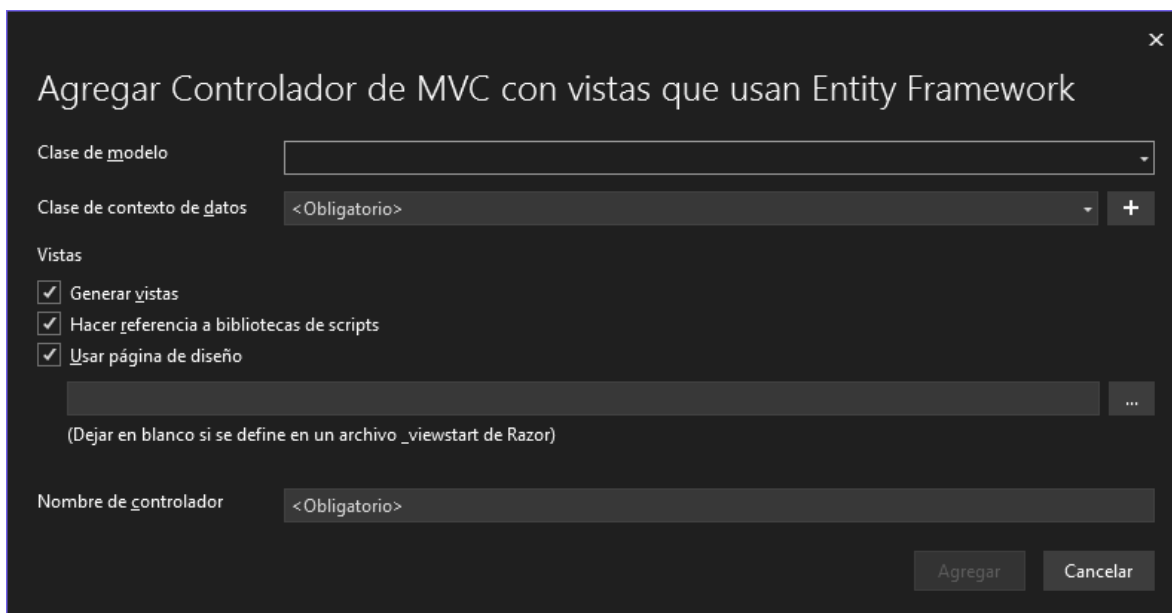 Agregar Controlador de MVC con vistas que usan Entity Framework
Clase de modelo
Clase de contexto de datos <Obligatorio> +
Vistas
Generar vistas
Hacer referencia a bibliotecas de scripts
Usar página de diseño
...
(Dejar en blanco si se define en un archivo _viewstart de Razor)
Nombre de controlador <Obligatorio>
Agregar Cancelar